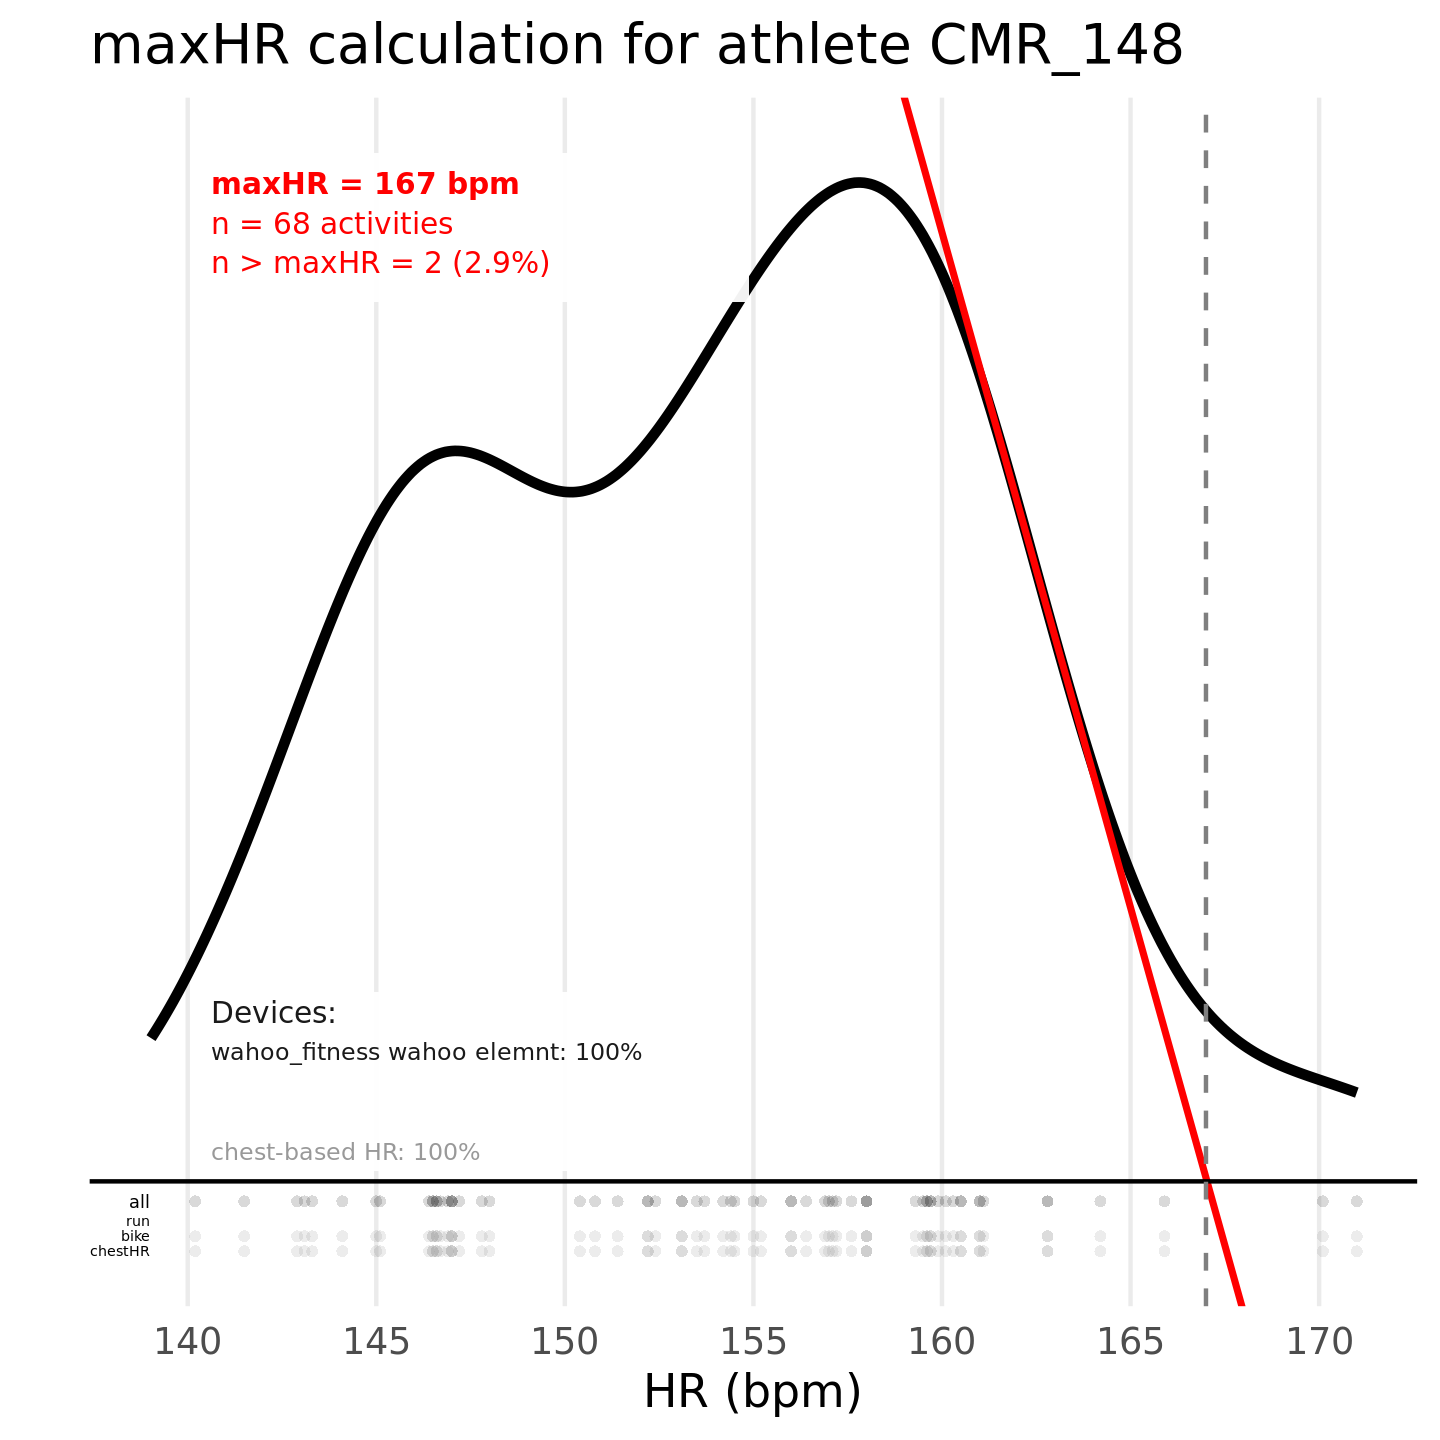 maxHR calculation for athlete CMR_148
maxHR = 167 bpm
n = 68 activities
n > maxHR = 2 (2.9%)
Devices:
wahoo_fitness wahoo elemnt: 100%
chest-based HR: 100%
all
run
bike
chestHR
140 145 150 155 160 165 170
HR (bpm)